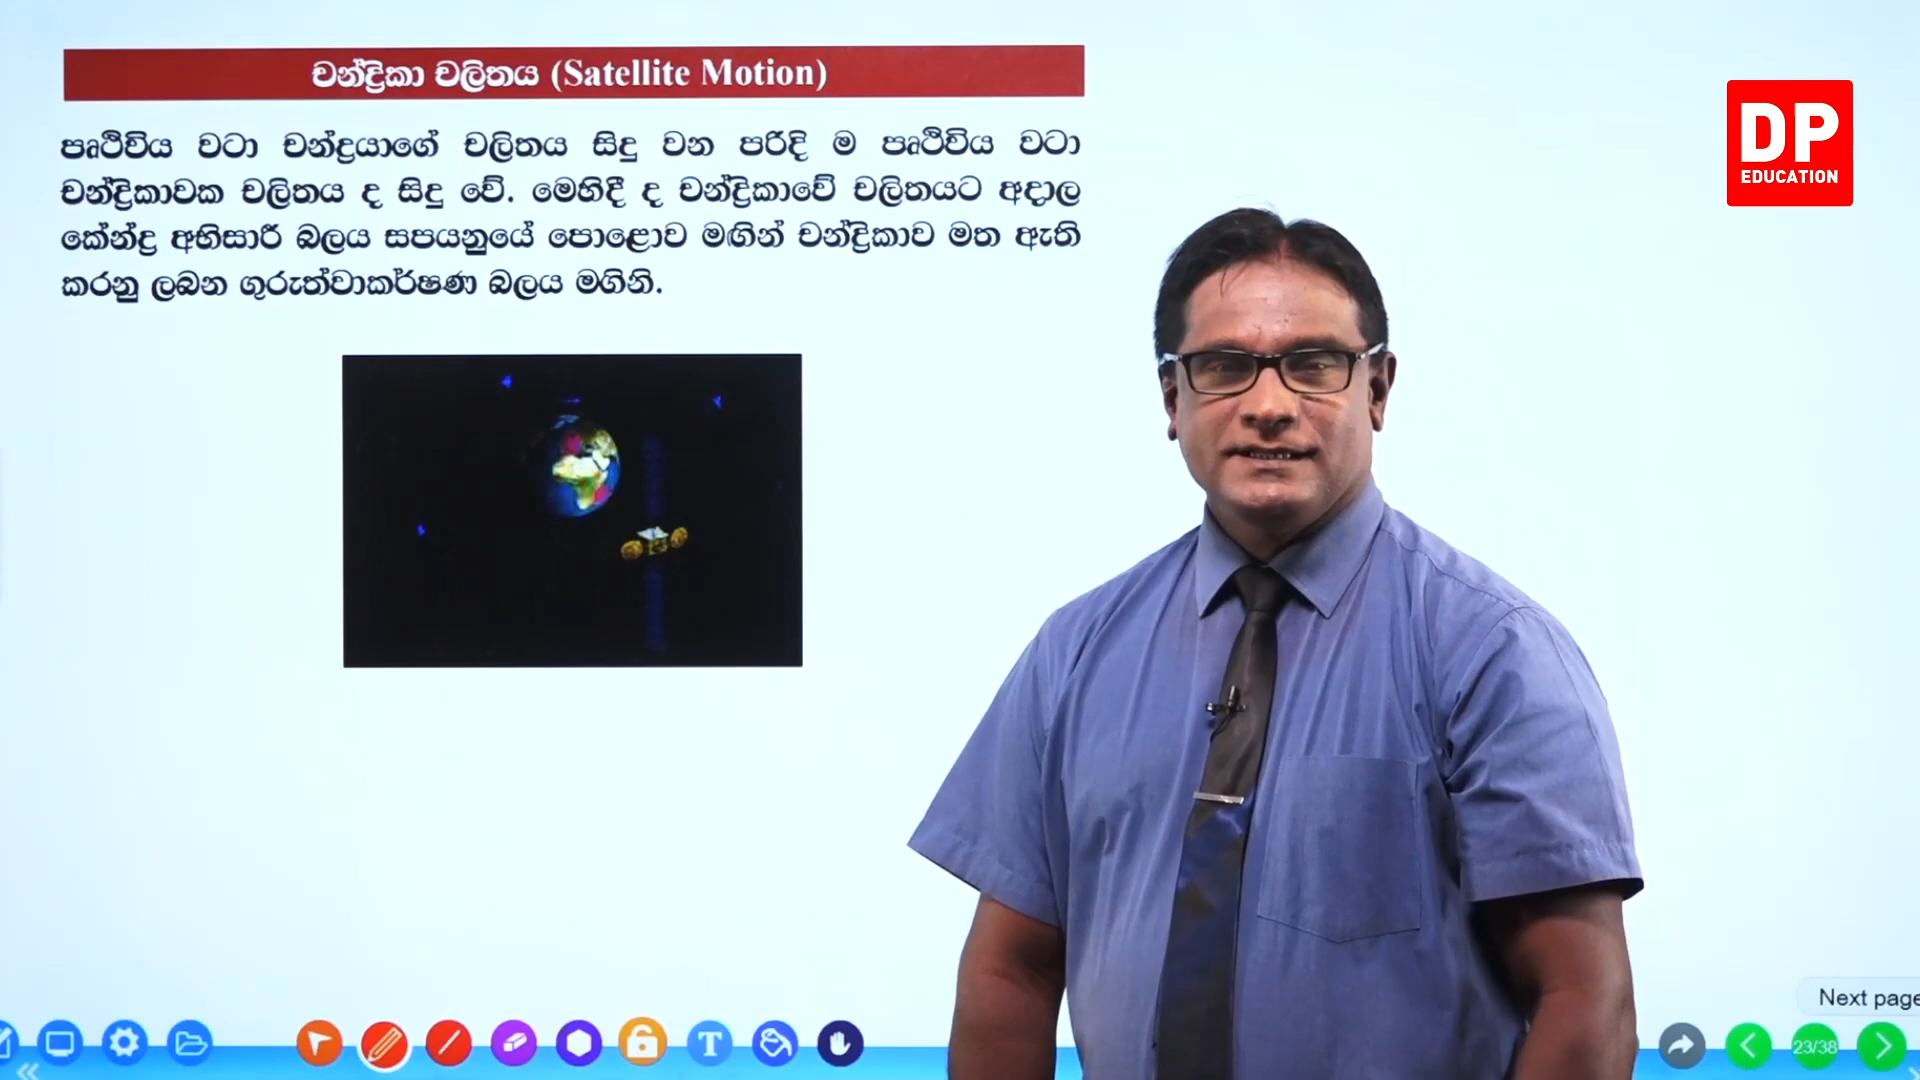 චන්ද්‍රිකා චලිතය (Satellite Motion)
DP
EDUCATION
පෘථිවිය වටා චන්ද්‍රයාගේ චලිතය සිදු වන පරිදි ම පෘථිවිය වටා
චන්ද්‍රිකාවක චලිතය ද සිදු වේ. මෙහිදී ද චන්ද්‍රිකාවේ චලිතයට අදාල
කේන්ද්‍ර අභිසාරී බලය සපයනුයේ පොළොව මඟින් චන්ද්‍රිකාව මත ඇති
කරනු ලබන ගුරුත්වාකර්ෂණ බලය මගිනි.
Next page
T
23/38